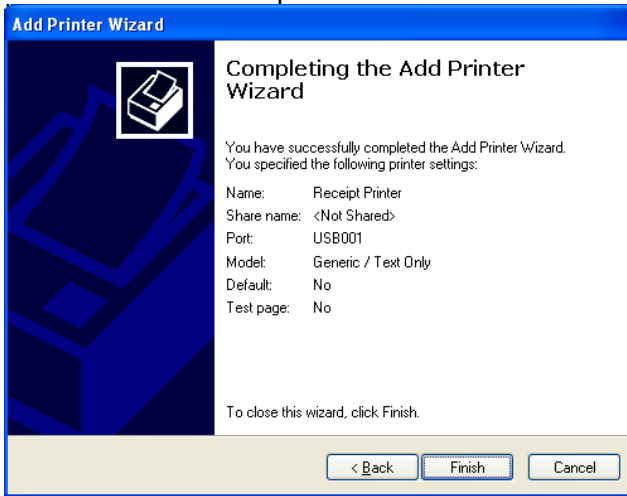 Add Printer Wizard
Completing the Add Printer
Wizard
You have successfully completed the Add Printer Wizard.
You specified the following printer settings:
Name: Receipt Printer
Share name: <Not Shared>
Port: USB001
Model: Generic / Text Only
Default: No
Test page: No
To close this wizard, click Finish.
< Back Finish Cancel